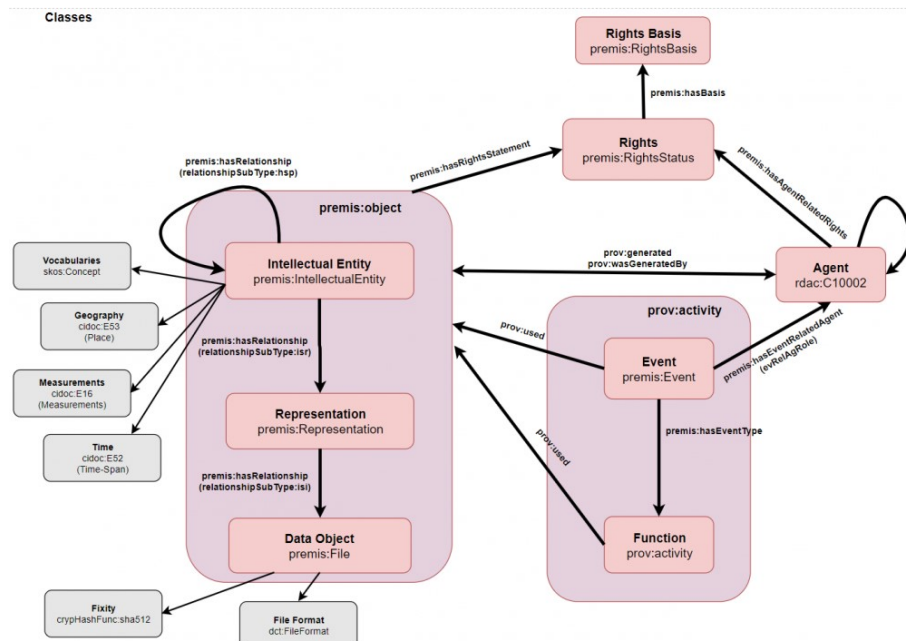 Classes
Rights Basis
premis:RightsBasis
premis:hasBasis
Rights
premis:RightsStatus
premis:hasRightsStatement
premis:hasAgentRelatedRights
premis:hasRelationship
(relationshipSubType:hsp)
premis:object
Intellectual Entity
premis:IntellectualEntity
Vocabularies
skos:Concept
Geography
cidoc:E53
(Place)
Measurements
cidoc:E16
(Measurements)
Time
cidoc:E52
(Time-Span)
prov:generated
prov:wasGeneratedBy
Agent
rdac:C10002
premis:hasRelationship
(relationshipSubType:isr)
Representation
premis:Representation
premis:hasRelationship
(relationshipSubType:isi)
Data Object
premis:File
Fixity
crypHashFunc:sha512
File Format
dct:FileFormat
prov:activity
prov:used
Event
premis:Event
premis:hasEventRelatedAgent
(evRelAgRole)
premis:hasEventType
prov:used
Function
prov:activity